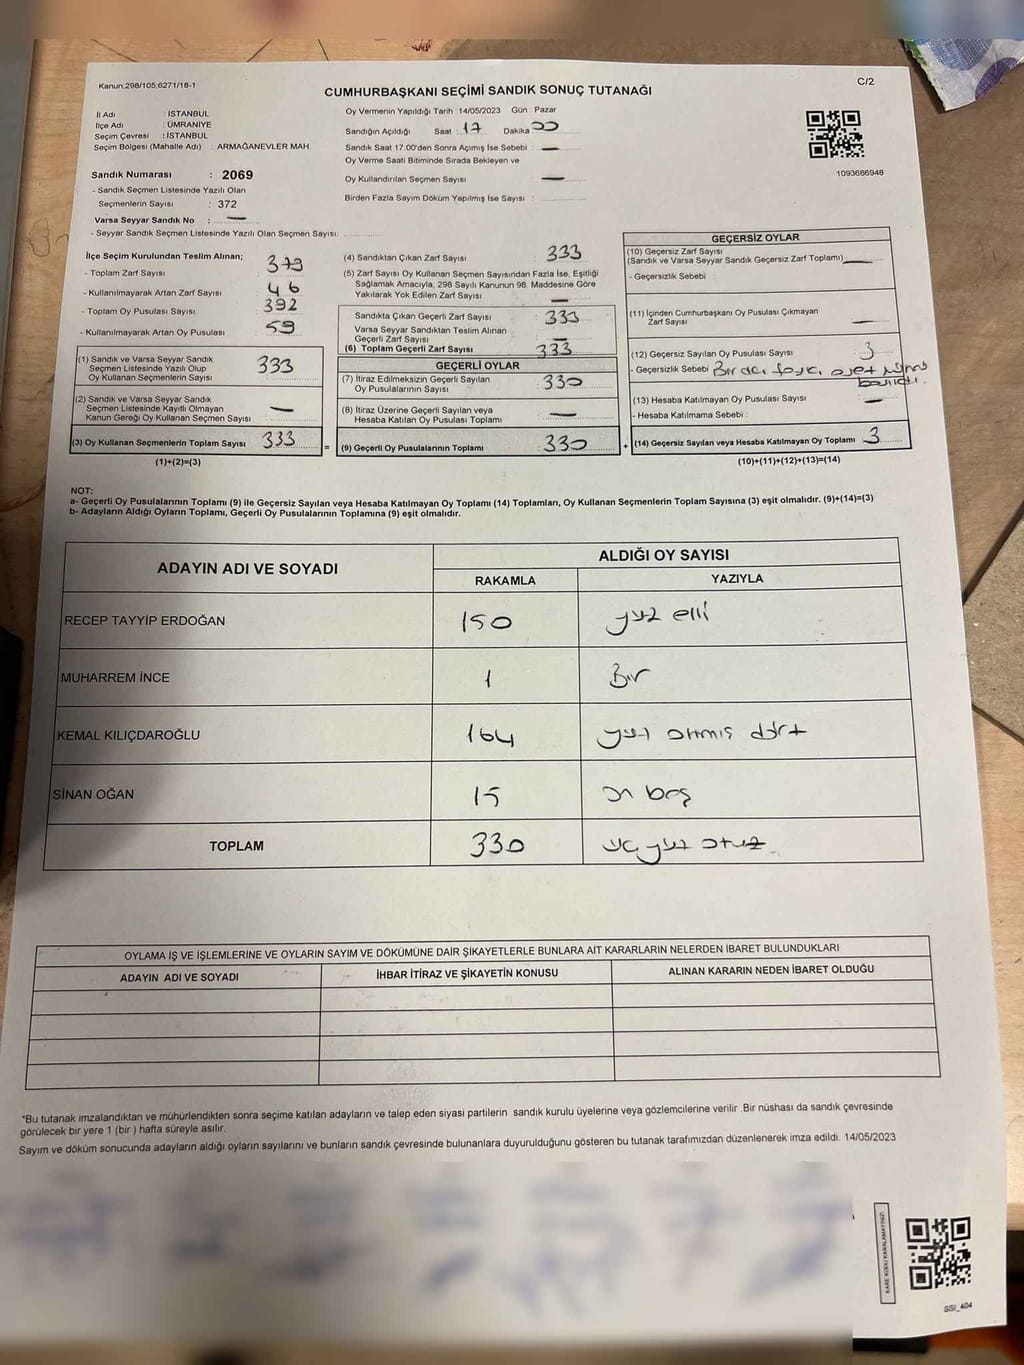 Kanun:298/105;6271/18-1
CUMHURBAŞKANI SEÇİMİ SANDIK SONUÇ TUTANAĞI
C/2
İl Adı : İSTANBUL
İlçe Adı : ÜMRANİYE
Seçim Çevresi : İSTANBUL
Seçim Bölgesi (Mahalle Adı) : ARMAĞANEVLER MAH.
Sandık Numarası : 2069
- Sandık Seçmen Listesinde Yazılı Olan
Seçmenlerin Sayısı : 372
Varsa Seyyar Sandık No : —
- Seyyar Sandık Seçmen Listesinde Yazılı Olan Seçmen Sayısı:
Oy Vermenin Yapıldığı Tarih : 14/05/2023 Gün : Pazar
Sandığın Açıldığı Saat : 17 Dakika 00
Sandık Saat 17.00'den Sonra Açımış İse Sebebi : —
Oy Verme Saati Bitiminde Sırada Bekleyen ve
Oy Kullandırılan Seçmen Sayısı —
Birden Fazla Sayım Döküm Yapılmış İse Sayısı :
1093686948
İlçe Seçim Kurulundan Teslim Alınan;
- Toplam Zarf Sayısı 379
- Kullanılmayarak Artan Zarf Sayısı 46
- Toplam Oy Pusulası Sayısı 392
- Kullanılmayarak Artan Oy Pusulası 59
(1) Sandık ve Varsa Seyyar Sandık
Seçmen Listesinde Yazılı Olup
Oy Kullanan Seçmenlerin Sayısı 333
(2) Sandık ve Varsa Seyyar Sandık
Seçmen Listesinde Kayıtlı Olmayan
Kanun Gereği Oy Kullanan Seçmen Sayısı —
(3) Oy Kullanan Seçmenlerin Toplam Sayısı 333
(1)+(2)=(3)
(4) Sandıktan Çıkan Zarf Sayısı 333
(5) Zarf Sayısı Oy Kullanan Seçmen Sayısından Fazla İse, Eşitliği
Sağlamak Amacıyla, 298 Sayılı Kanunun 98. Maddesine Göre
Yakılarak Yok Edilen Zarf Sayısı —
Sandıkta Çıkan Geçerli Zarf Sayısı 333
Varsa Seyyar Sandıktan Teslim Alınan
Geçerli Zarf Sayısı —
(6) Toplam Geçerli Zarf Sayısı 333
GEÇERLİ OYLAR
(7) İtiraz Edilmeksizin Geçerli Sayılan
Oy Pusulalarının Sayısı 330
(8) İtiraz Üzerine Geçerli Sayılan veya
Hesaba Katılan Oy Pusulası Toplamı —
= (9) Geçerli Oy Pusulalarının Toplamı 330
GEÇERSİZ OYLAR
(10) Geçersiz Zarf Sayısı
(Sandık ve Varsa Seyyar Sandık Geçersiz Zarf Toplamı) —
- Geçersizlik Sebebi :
(11) İçinden Cumhurbaşkanı Oy Pusulası Çıkmayan
Zarf Sayısı —
(12) Geçersiz Sayılan Oy Pusulası Sayısı 3
- Geçersizlik Sebebi Birden fazla evet mührü
basıldı.
(13) Hesaba Katılmayan Oy Pusulası Sayısı —
- Hesaba Katılmama Sebebi :
+ (14) Geçersiz Sayılan veya Hesaba Katılmayan Oy Toplamı 3
(10)+(11)+(12)+(13)=(14)
NOT:
a- Geçerli Oy Pusulalarının Toplamı (9) ile Geçersiz Sayılan veya Hesaba Katılmayan Oy Toplamı (14) Toplamları, Oy Kullanan Seçmenlerin Toplam Sayısına (3) eşit olmalıdır. (9)+(14)=(3)
b- Adayların Aldığı Oyların Toplamı, Geçerli Oy Pusulalarının Toplamına (9) eşit olmalıdır.
ADAYIN ADI VE SOYADI ALDIĞI OY SAYISI
RAKAMLA YAZIYLA
RECEP TAYYİP ERDOĞAN 150 yüz elli
MUHARREM İNCE 1 Bir
KEMAL KILIÇDAROĞLU 164 yüz altmış dört
SİNAN OĞAN 15 on beş
TOPLAM 330 üç yüz otuz
OYLAMA İŞ VE İŞLEMLERİNE VE OYLARIN SAYIM VE DÖKÜMÜNE DAİR ŞİKAYETLERLE BUNLARA AİT KARARLARIN NELERDEN İBARET BULUNDUKLARI
ADAYIN ADI VE SOYADI İHBAR İTİRAZ VE ŞİKAYETİN KONUSU ALINAN KARARIN NEDEN İBARET OLDUĞU
*Bu tutanak imzalandıktan ve mühürlendikten sonra seçime katılan adayların ve talep eden siyasi partilerin sandık kurulu üyelerine veya gözlemcilerine verilir .Bir nüshası da sandık çevresinde
görülecek bir yere 1 (bir ) hafta süreyle asılır.
Sayım ve döküm sonucunda adayların aldığı oyların sayılarını ve bunların sandık çevresinde bulunanlara duyurulduğunu gösteren bu tutanak tarafımızdan düzenlenerek imza edildi. 14/05/2023
KARE KODU KARALAMAYINIZ!
SSI_404